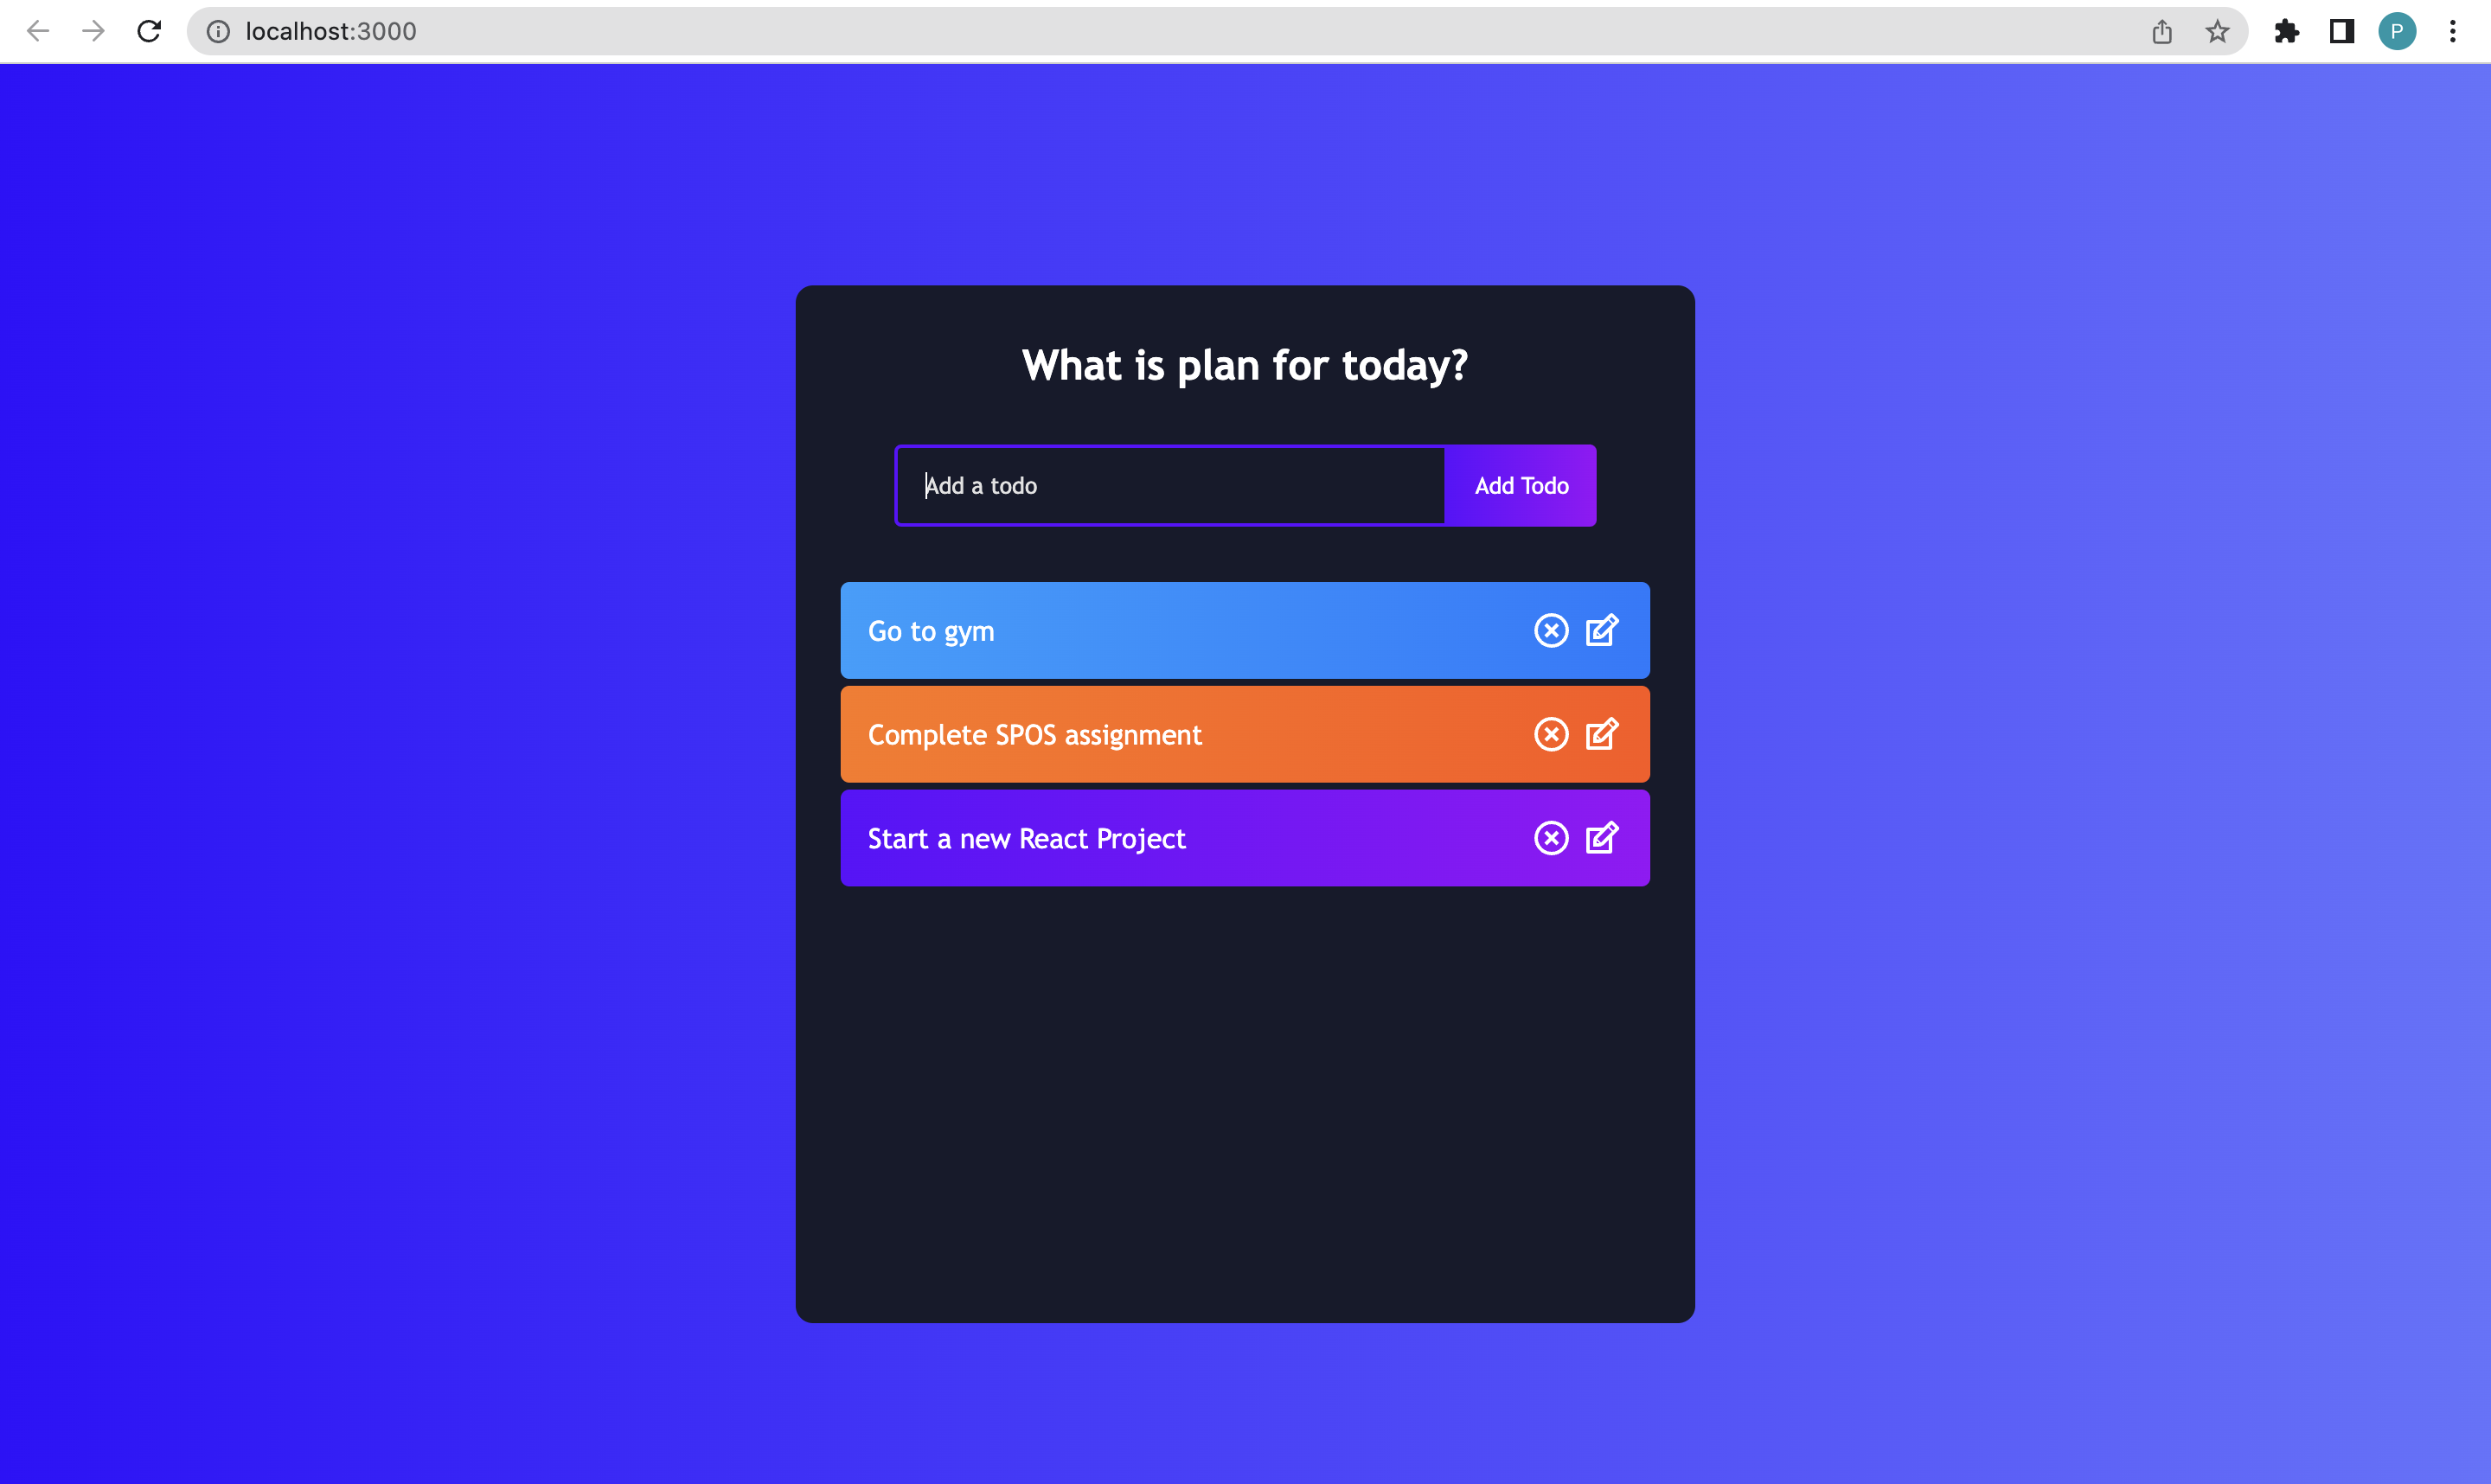 localhost:3000
P
What is plan for today?
Add a todo
Add Todo
Go to gym
Complete SPOS assignment
Start a new React Project